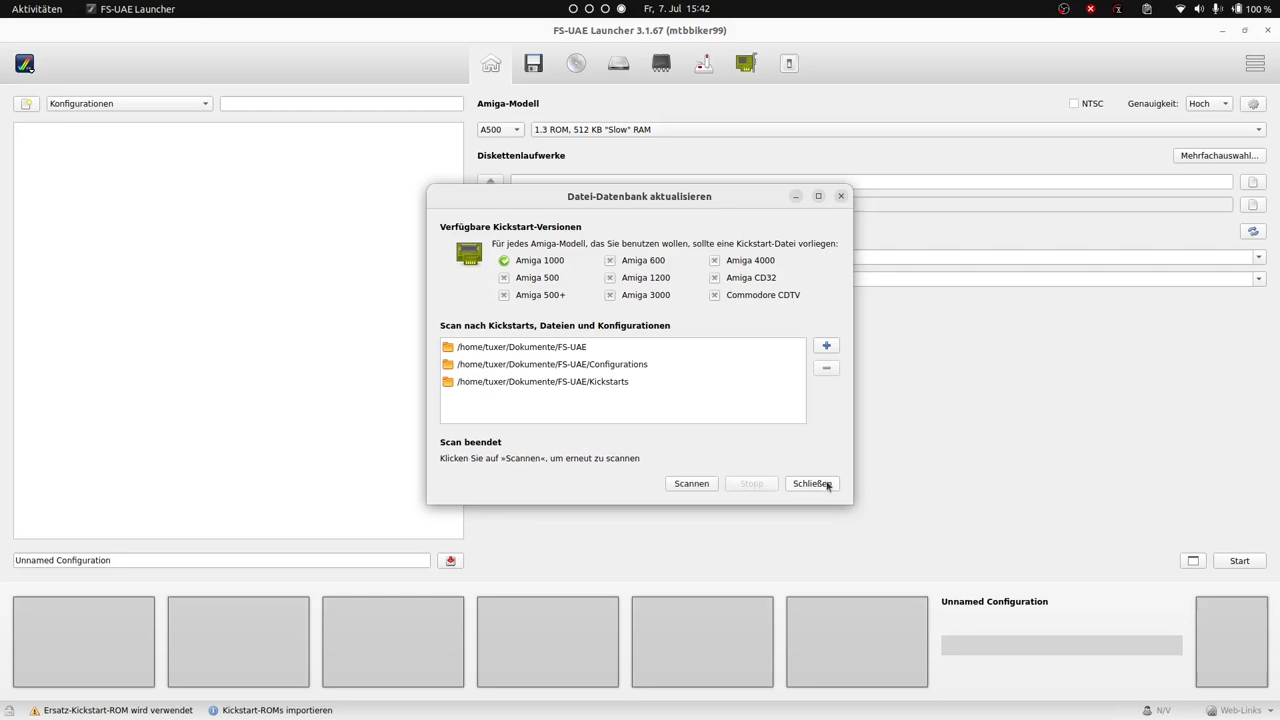 Aktivitäten
FS-UAE Launcher
Fr, 7. Jul 15:42
100 %
FS-UAE Launcher 3.1.67 (mtbbiker99)
Konfigurationen
Amiga-Modell
NTSC
Genauigkeit:
Hoch
A500
1.3 ROM, 512 KB "Slow" RAM
Diskettenlaufwerke
Mehrfachauswahl...
Datei-Datenbank aktualisieren
Verfügbare Kickstart-Versionen
Für jedes Amiga-Modell, das Sie benutzen wollen, sollte eine Kickstart-Datei vorliegen:
Amiga 1000
Amiga 600
Amiga 4000
Amiga 500
Amiga 1200
Amiga CD32
Amiga 500+
Amiga 3000
Commodore CDTV
Scan nach Kickstarts, Dateien und Konfigurationen
/home/tuxer/Dokumente/FS-UAE
/home/tuxer/Dokumente/FS-UAE/Configurations
/home/tuxer/Dokumente/FS-UAE/Kickstarts
Scan beendet
Klicken Sie auf »Scannen«, um erneut zu scannen
Scannen
Stopp
Schließen
Unnamed Configuration
Start
Unnamed Configuration
Ersatz-Kickstart-ROM wird verwendet
Kickstart-ROMs importieren
N/V
Web-Links